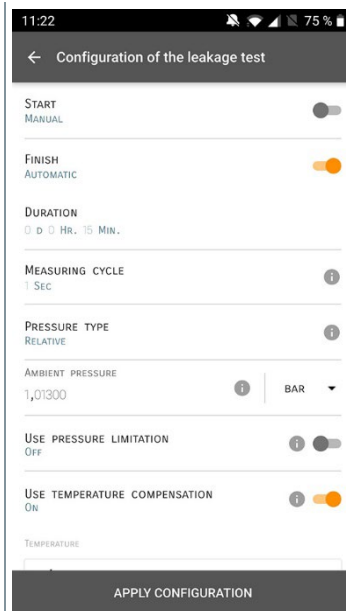 11:22
75 %
Configuration of the leakage test
START
MANUAL
FINISH
AUTOMATIC
DURATION
0 D 0 HR. 15 MIN.
MEASURING CYCLE
1 SEC
PRESSURE TYPE
RELATIVE
AMBIENT PRESSURE
1,01300
BAR
USE PRESSURE LIMITATION
OFF
USE TEMPERATURE COMPENSATION
ON
TEMPERATURE
APPLY CONFIGURATION